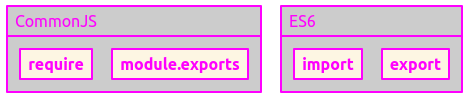 CommonJS
require
module.exports
ES6
import
export